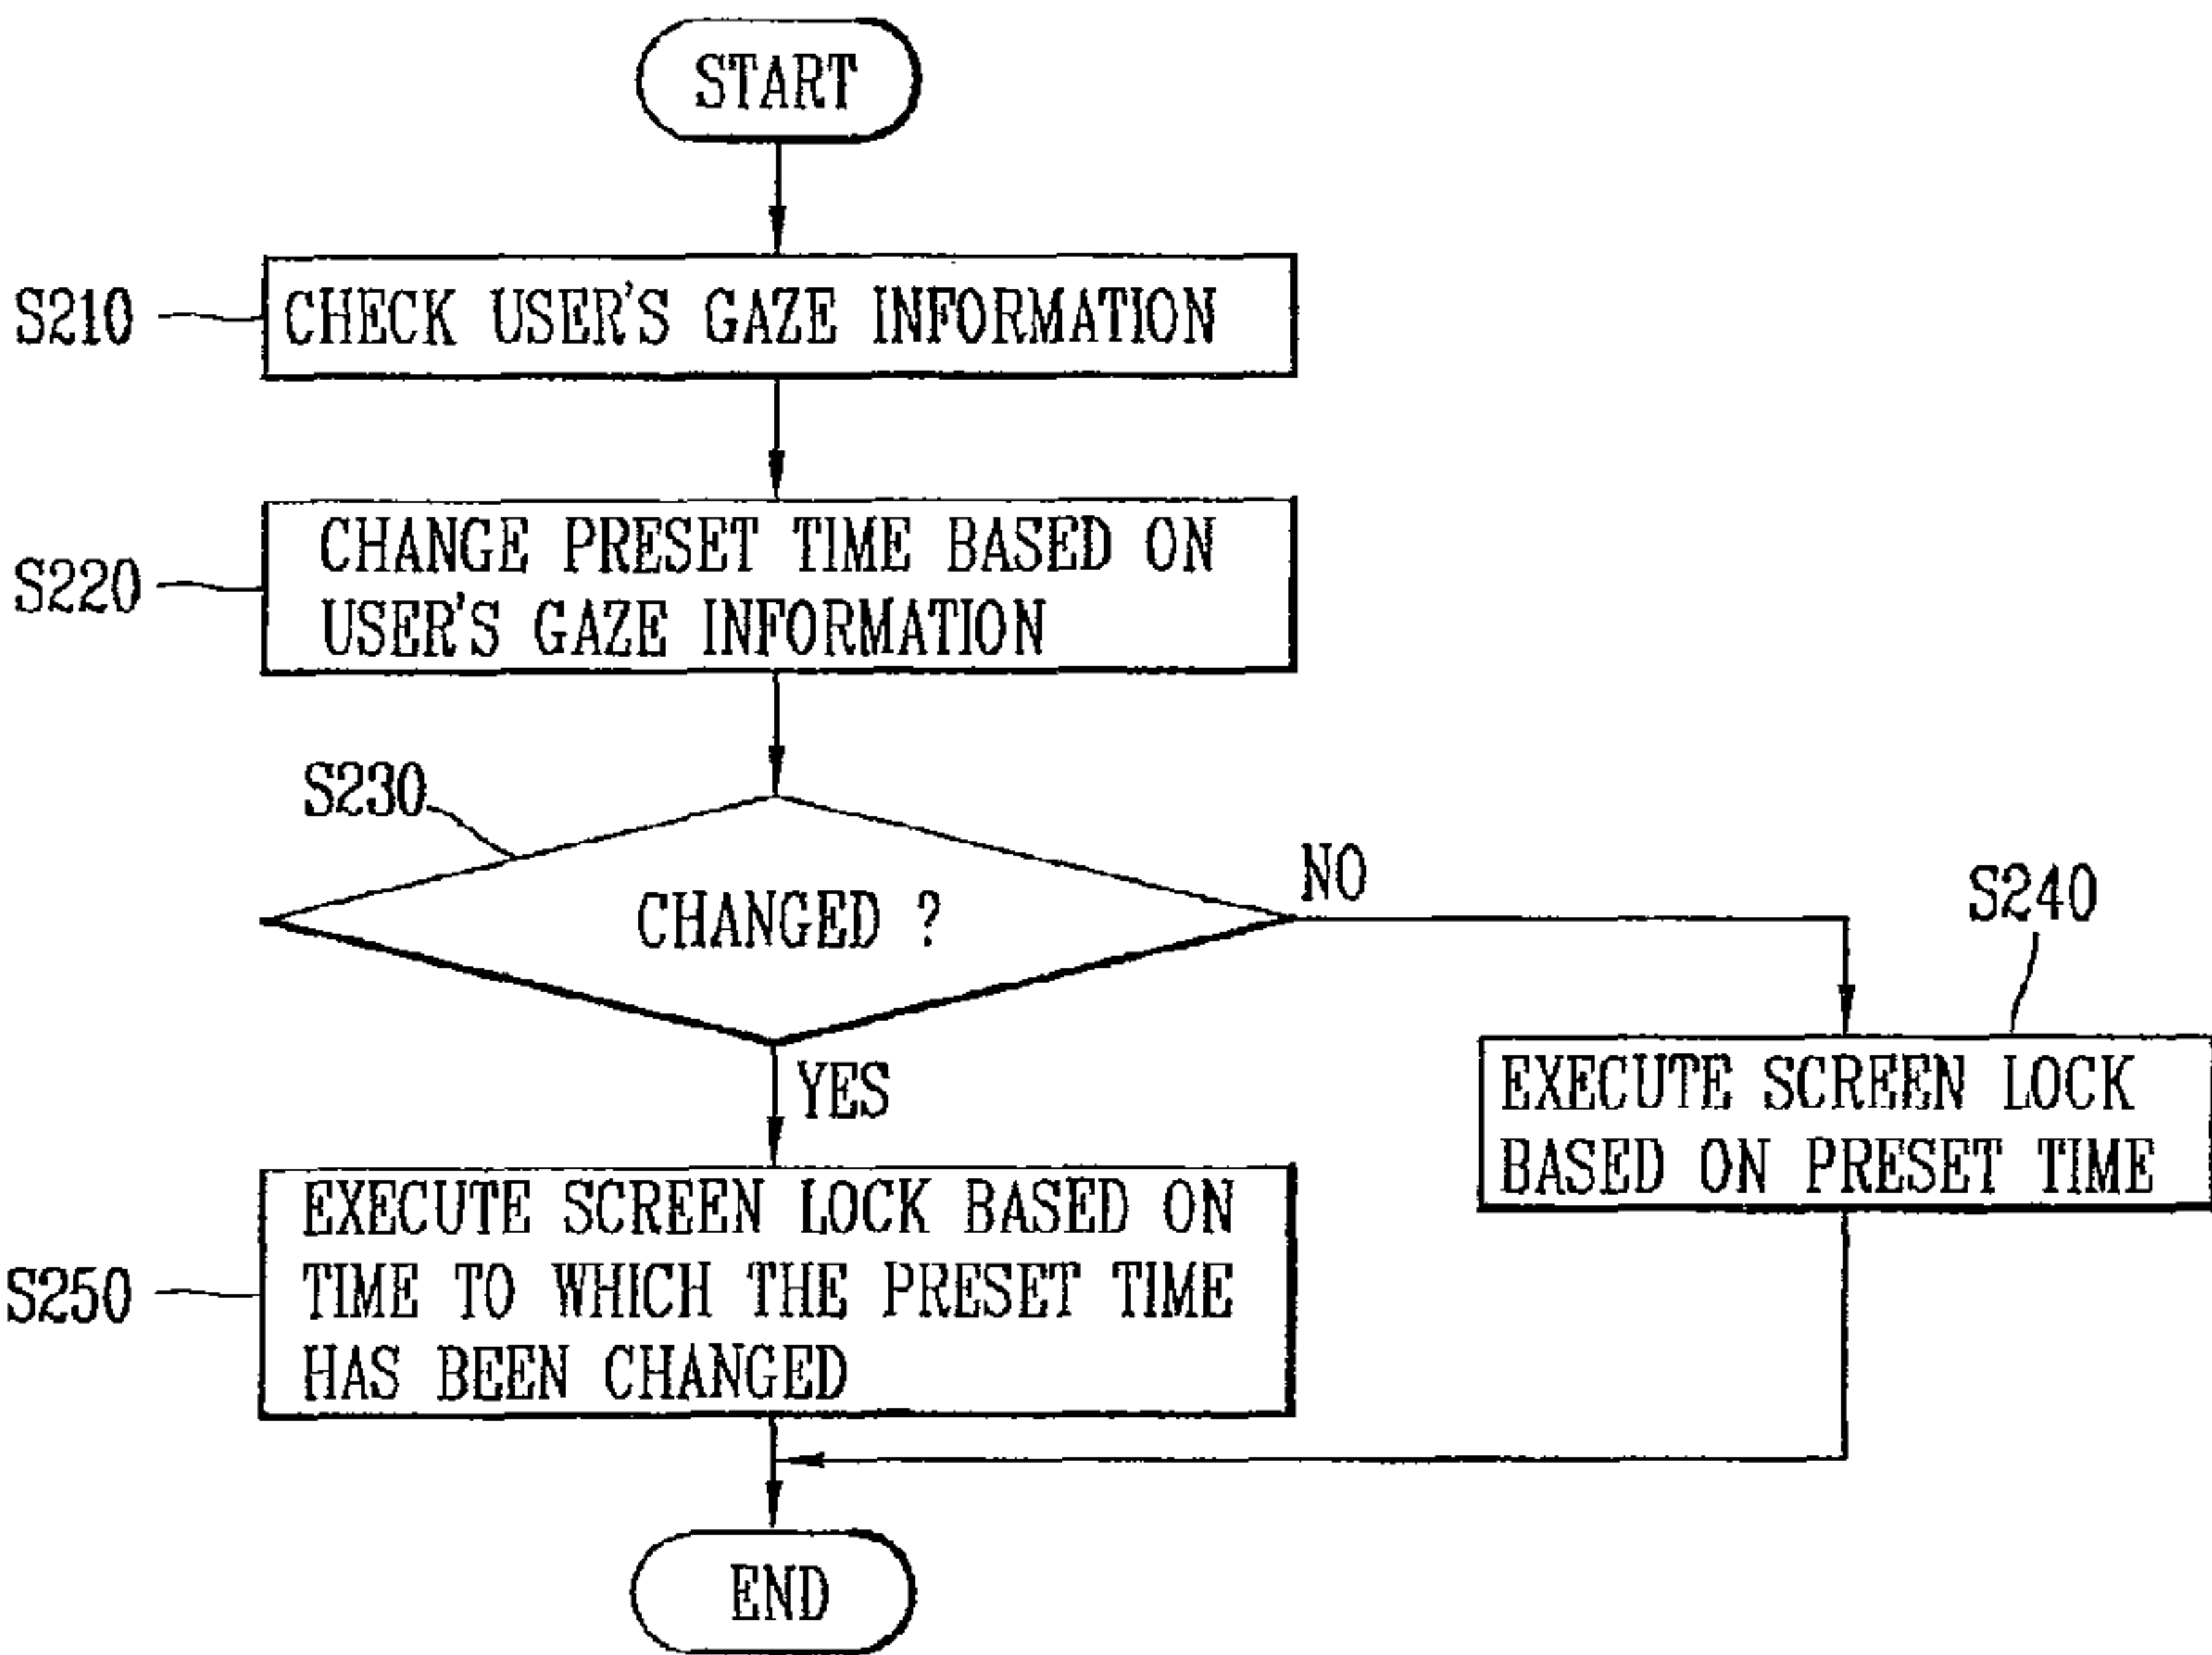 START
S210
CHECK USER'S GAZE INFORMATION
S220
CHANGE PRESET TIME BASED ON
USER'S GAZE INFORMATION
S230
CHANGED ?
NO
S240
EXECUTE SCREEN LOCK
BASED ON PRESET TIME
YES
S250
EXECUTE SCREEN LOCK BASED ON
TIME TO WHICH THE PRESET TIME
HAS BEEN CHANGED
END